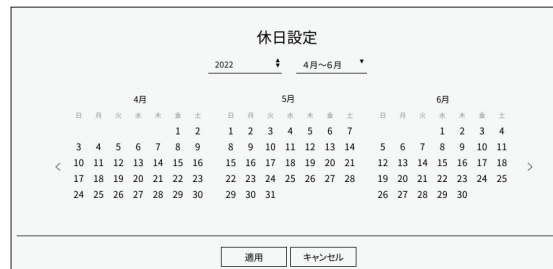 休日設定
2022 4月～6月
4月 5月 6月
日 月 火 水 木 金 土 日 月 火 水 木 金 土 日 月 火 水 木 金 土
1 2 1 2 3 4 5 6 7 1 2 3 4
3 4 5 6 7 8 9 8 9 10 11 12 13 14 5 6 7 8 9 10 11
10 11 12 13 14 15 16 15 16 17 18 19 20 21 12 13 14 15 16 17 18
17 18 19 20 21 22 23 22 23 24 25 26 27 28 19 20 21 22 23 24 25
24 25 26 27 28 29 30 29 30 31 26 27 28 29 30
適用 キャンセル